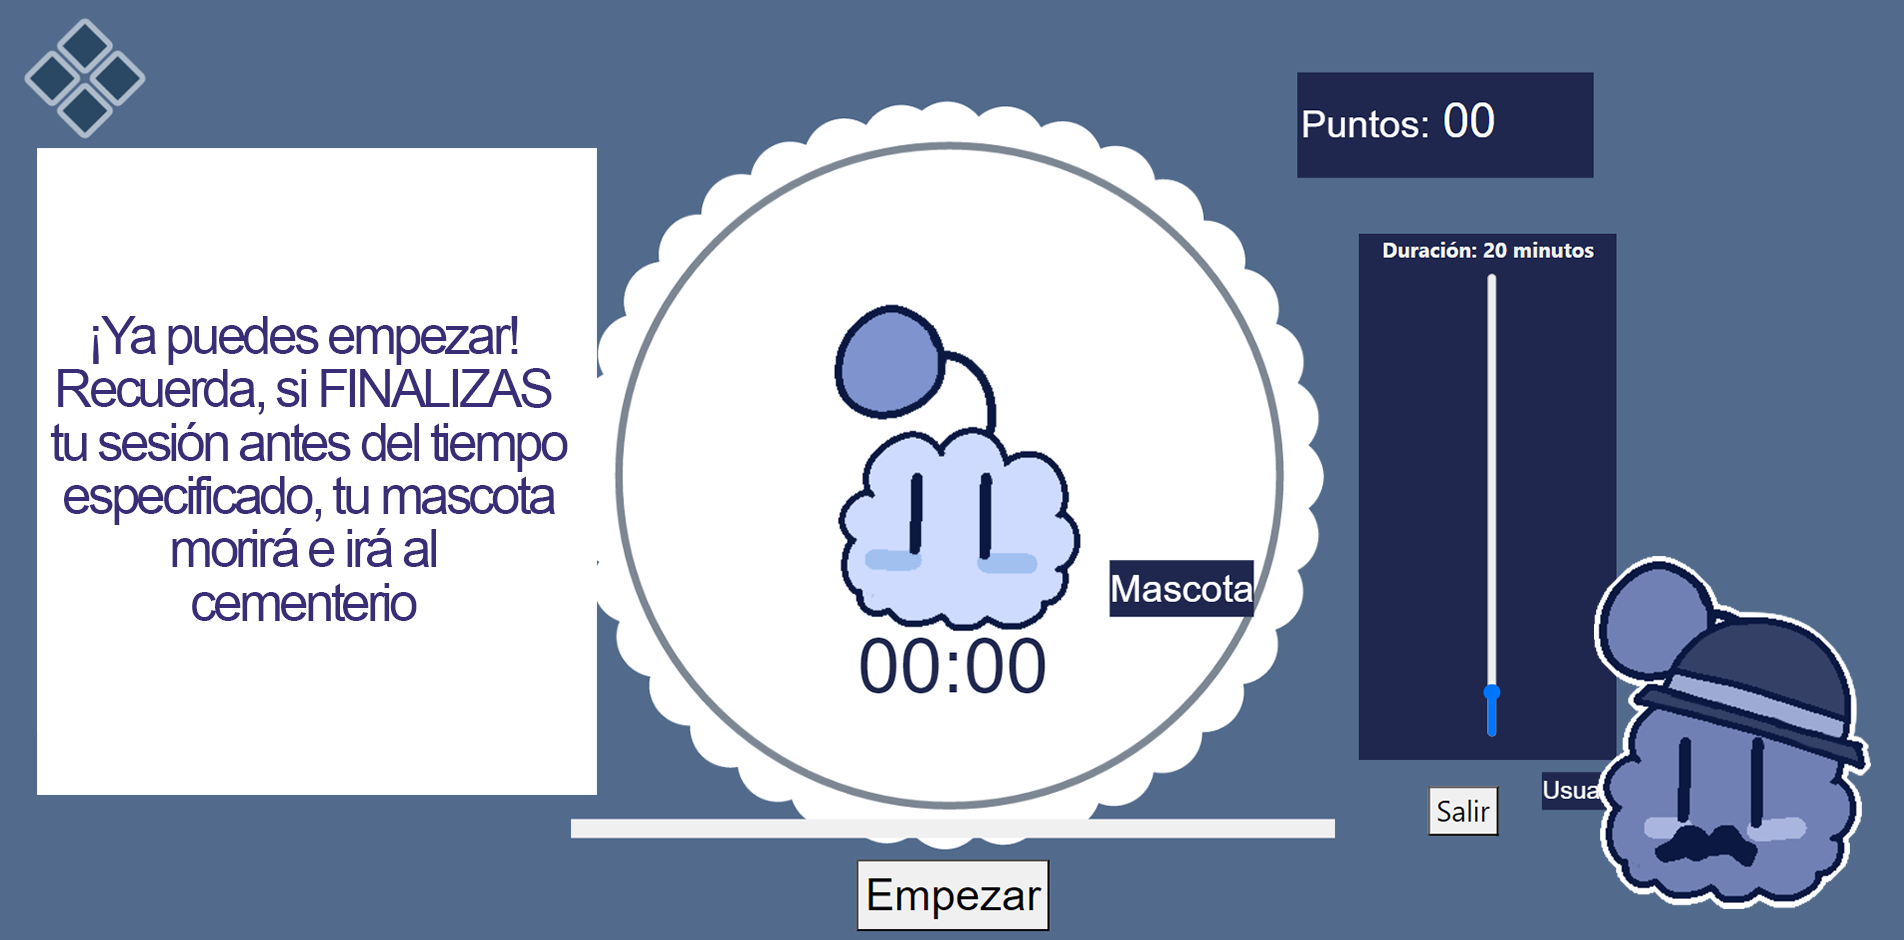 Puntos: 00
Duración: 20 minutos
¡Ya puedes empezar!
Recuerda, si FINALIZAS
tu sesión antes del tiempo
especificado, tu mascota
morirá e irá al
cementerio
Mascota
00:00
Usua
Salir
Empezar